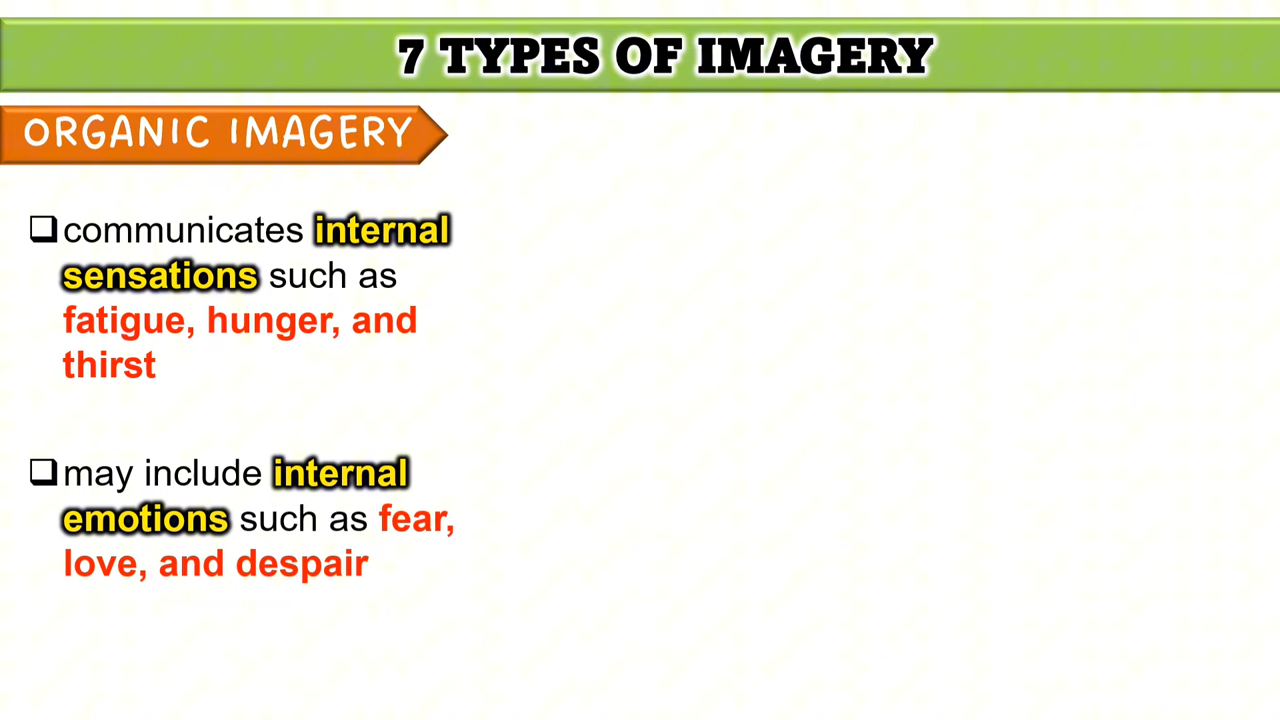 7 TYPES OF IMAGERY
ORGANIC IMAGERY
communicates internal
sensations such as
fatigue, hunger, and
thirst
may include internal
emotions such as fear,
love, and despair